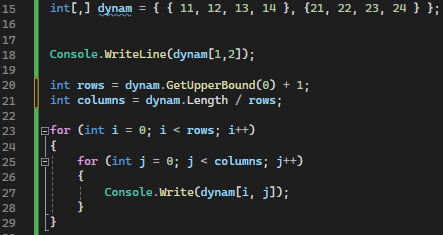 15 int[,] dynam = { { 11, 12, 13, 14 }, {21, 22, 23, 24 } };
16
17
18 Console.WriteLine(dynam[1,2]);
19
20 int rows = dynam.GetUpperBound(0) + 1;
21 int columns = dynam.Length / rows;
22
23 for (int i = 0; i < rows; i++)
24 {
25 for (int j = 0; j < columns; j++)
26 {
27 Console.Write(dynam[i, j]);
28 }
29 }